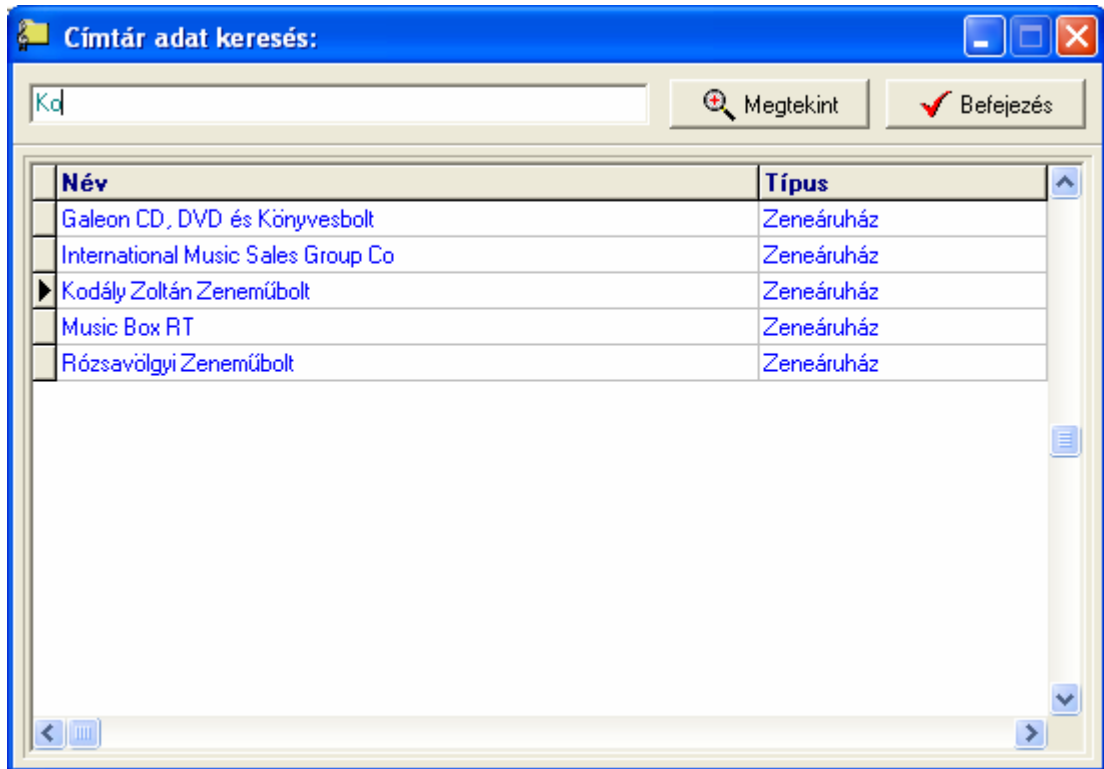 Címtár adat keresés:
Ko
Megtekint
Befejezés
Név Típus
Galeon CD, DVD és Könyvesbolt Zeneáruház
International Music Sales Group Co Zeneáruház
Kodály Zoltán Zeneműbolt Zeneáruház
Music Box RT Zeneáruház
Rózsavölgyi Zeneműbolt Zeneáruház